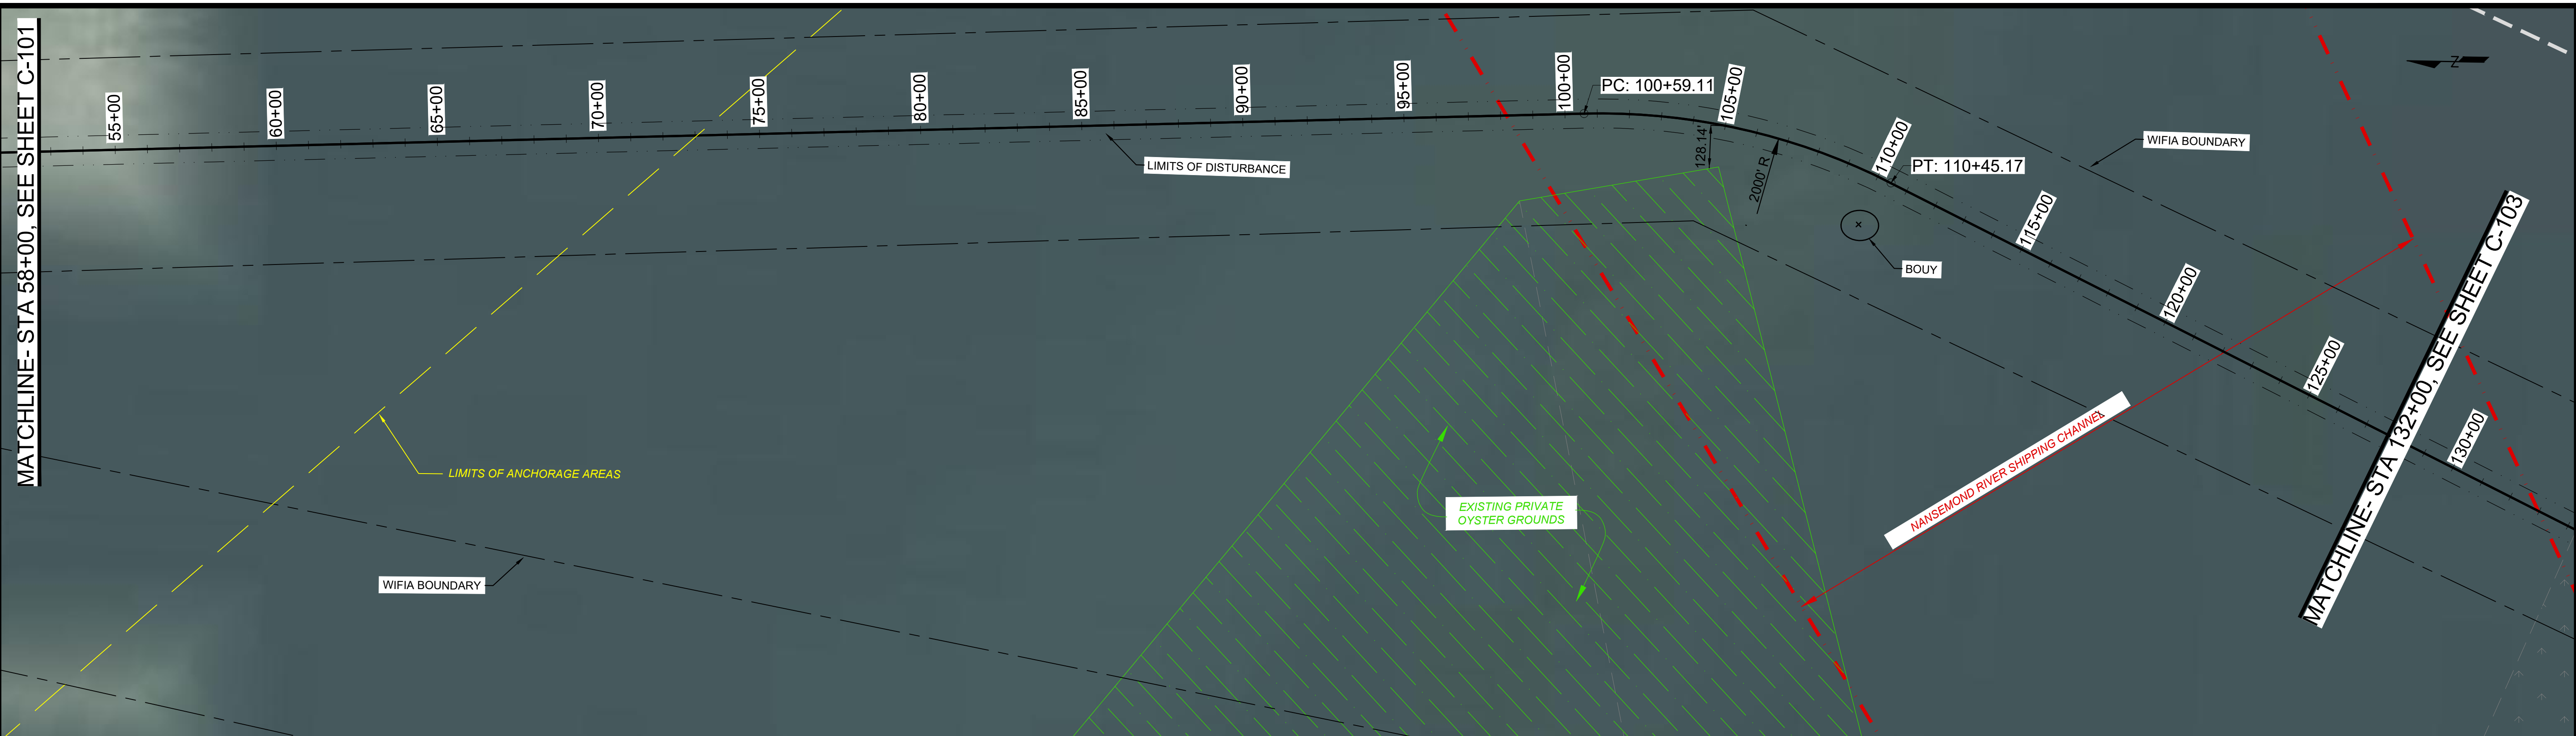 MATCHLINE- STA 58+00, SEE SHEET C-101
55+00
60+00
65+00
70+00
75+00
80+00
85+00
90+00
95+00
100+00
PC: 100+59.11
105+00
128.14'
2000' R
110+00
PT: 110+45.17
115+00
120+00
125+00
130+00
LIMITS OF DISTURBANCE
WIFIA BOUNDARY
Z
BOUY
LIMITS OF ANCHORAGE AREAS
WIFIA BOUNDARY
EXISTING PRIVATE
OYSTER GROUNDS
NANSEMOND RIVER SHIPPING CHANNEL
MATCHLINE- STA 132+00, SEE SHEET C-103